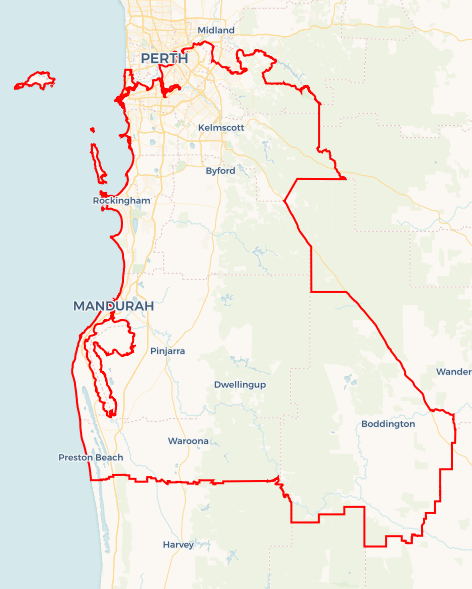 Midland
PERTH
Kelmscott
Byford
Rockingham
MANDURAH
Pinjarra
Wander
Dwellingup
Boddington
Waroona
Preston Beach
Harvey